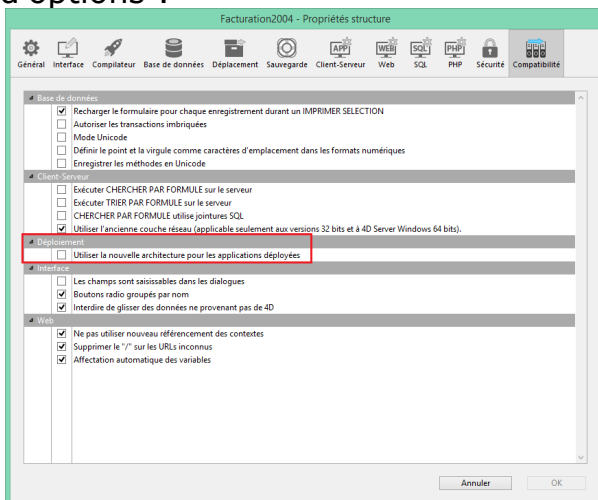 d'options :
Facturation2004 - Propriétés structure
Général Interface Compilateur Base de données Déplacement Sauvegarde Client-Serveur Web SQL PHP Sécurité Compatibilité
Base de données
Recharger le formulaire pour chaque enregistrement durant un IMPRIMER SELECTION
Autoriser les transactions imbriquées
Mode Unicode
Définir le point et la virgule comme caractères d'emplacement dans les formats numériques
Enregistrer les méthodes en Unicode
Client-Serveur
Exécuter CHERCHER PAR FORMULE sur le serveur
Exécuter TRIER PAR FORMULE sur le serveur
CHERCHER PAR FORMULE utilise jointures SQL
Utiliser l'ancienne couche réseau (applicable seulement aux versions 32 bits et à 4D Server Windows 64 bits).
Déploiement
Utiliser la nouvelle architecture pour les applications déployées
Interface
Les champs sont saisissables dans les dialogues
Boutons radio groupés par nom
Interdire de glisser des données ne provenant pas de 4D
Web
Ne pas utiliser nouveau référencement des contextes
Supprimer le "/" sur les URLs inconnus
Affectation automatique des variables
Annuler OK